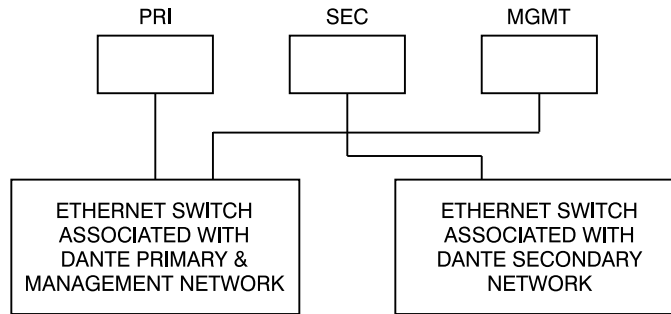 PRI
SEC
MGMT
ETHERNET SWITCH
ASSOCIATED WITH
DANTE PRIMARY &
MANAGEMENT NETWORK
ETHERNET SWITCH
ASSOCIATED WITH
DANTE SECONDARY
NETWORK